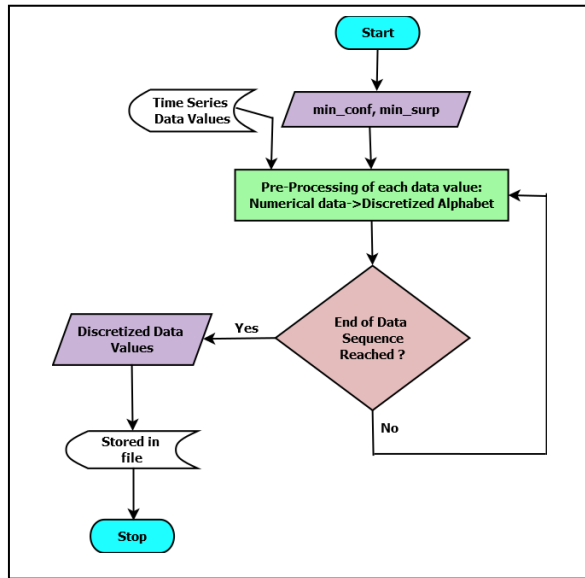 Start
Time Series
Data Values
min_conf, min_surp
Pre-Processing of each data value:
Numerical data->Discretized Alphabet
End of Data
Sequence
Reached ?
Yes
Discretized Data
Values
No
Stored in
file
Stop